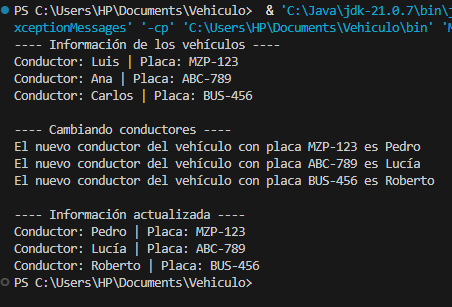 PS C:\Users\HP\Documents\Vehiculo>  & 'C:\Java\jdk-21.0.7\bin\j
xceptionMessages' '-cp' 'C:\Users\HP\Documents\Vehiculo\bin' 'M
---- Información de los vehículos ----
Conductor: Luis | Placa: MZP-123
Conductor: Ana | Placa: ABC-789
Conductor: Carlos | Placa: BUS-456
---- Cambiando conductores ----
El nuevo conductor del vehículo con placa MZP-123 es Pedro
El nuevo conductor del vehículo con placa ABC-789 es Lucía
El nuevo conductor del vehículo con placa BUS-456 es Roberto
---- Información actualizada ----
Conductor: Pedro | Placa: MZP-123
Conductor: Lucía | Placa: ABC-789
Conductor: Roberto | Placa: BUS-456
PS C:\Users\HP\Documents\Vehiculo>